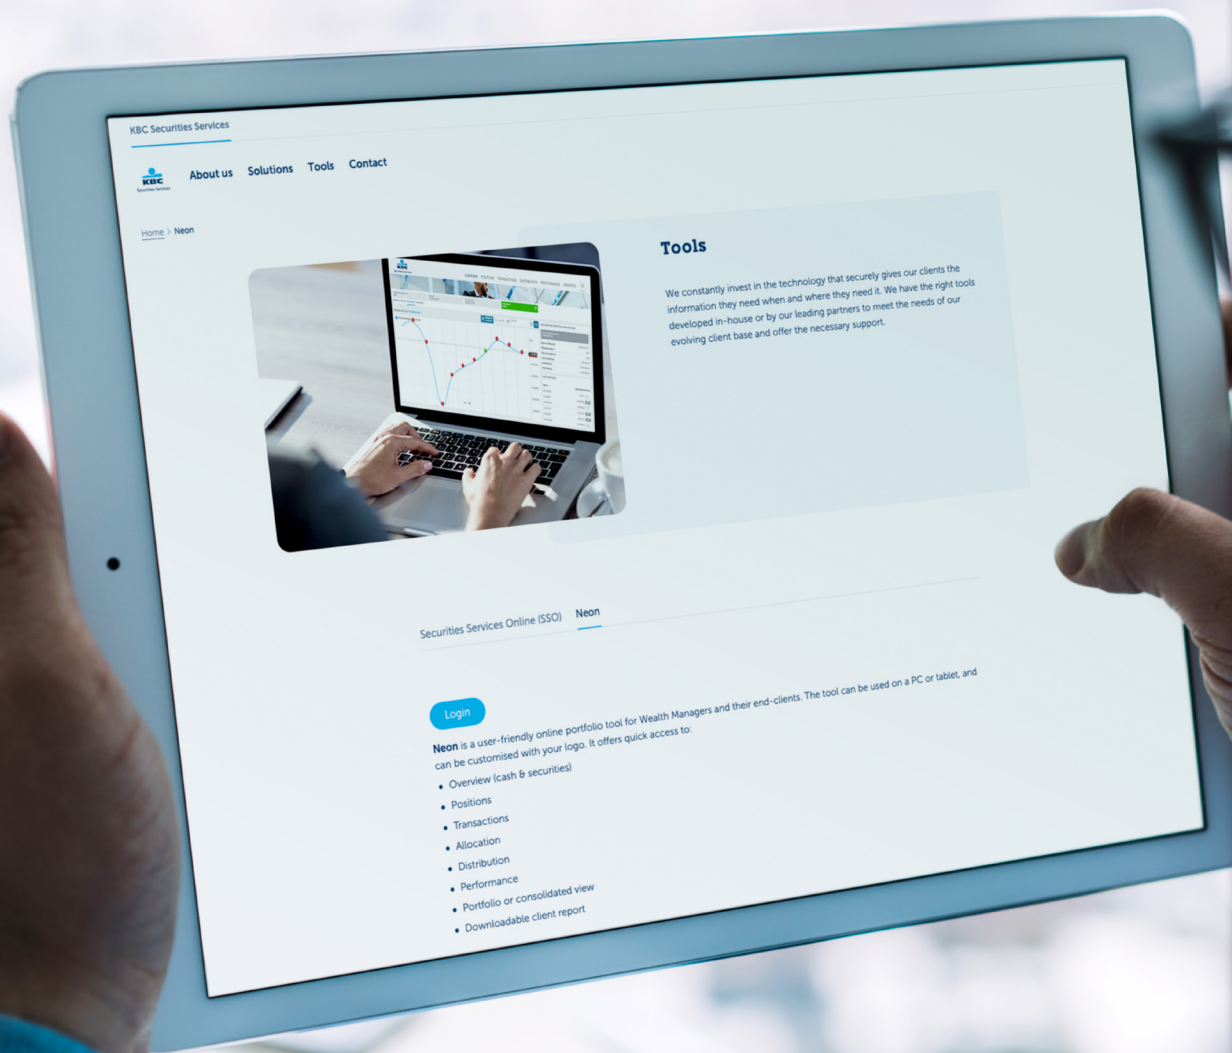 KBC Securities Services
KBC
Securities Services
About us
Solutions
Tools
Contact
Home > Neon
KBC
Tools
We constantly invest in the technology that securely gives our clients the
information they need when and where they need it. We have the right tools
developed in-house or by our leading partners to meet the needs of our
evolving client base and offer the necessary support.
Securities Services Online (SSO)
Neon
Login
Neon is a user-friendly online portfolio tool for Wealth Managers and their end-clients. The tool can be used on a PC or tablet, and
can be customised with your logo. It offers quick access to:
• Overview (cash & securities)
• Positions
• Transactions
• Allocation
• Distribution
• Performance
• Portfolio or consolidated view
• Downloadable client report